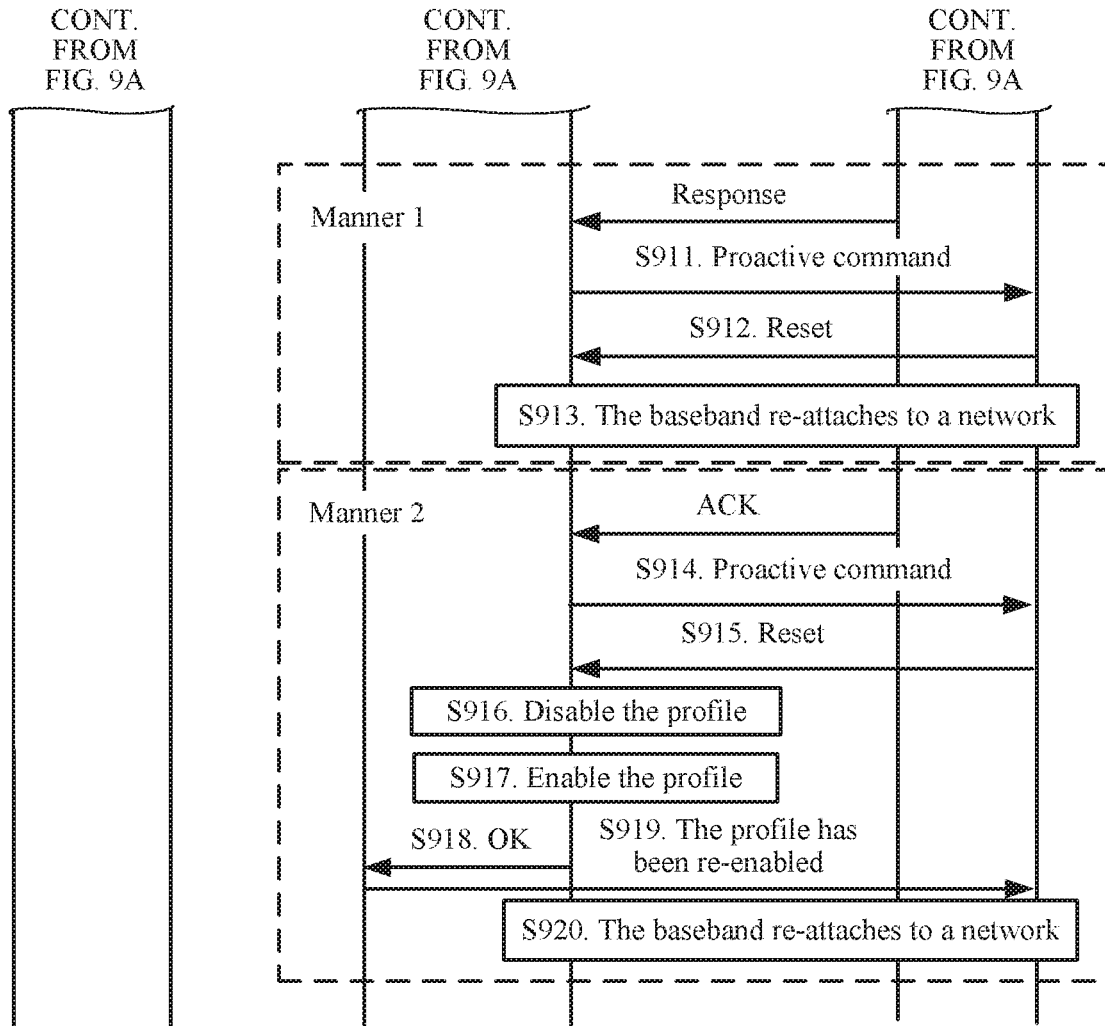 CONT.
FROM
FIG. 9A
CONT.
FROM
FIG. 9A
CONT.
FROM
FIG. 9A
Manner 1
Response
S911. Proactive command
S912. Reset
S913. The baseband re-attaches to a network
Manner 2
ACK
S914. Proactive command
S915. Reset
S916. Disable the profile
S917. Enable the profile
S918. OK
S919. The profile has
been re-enabled
S920. The baseband re-attaches to a network